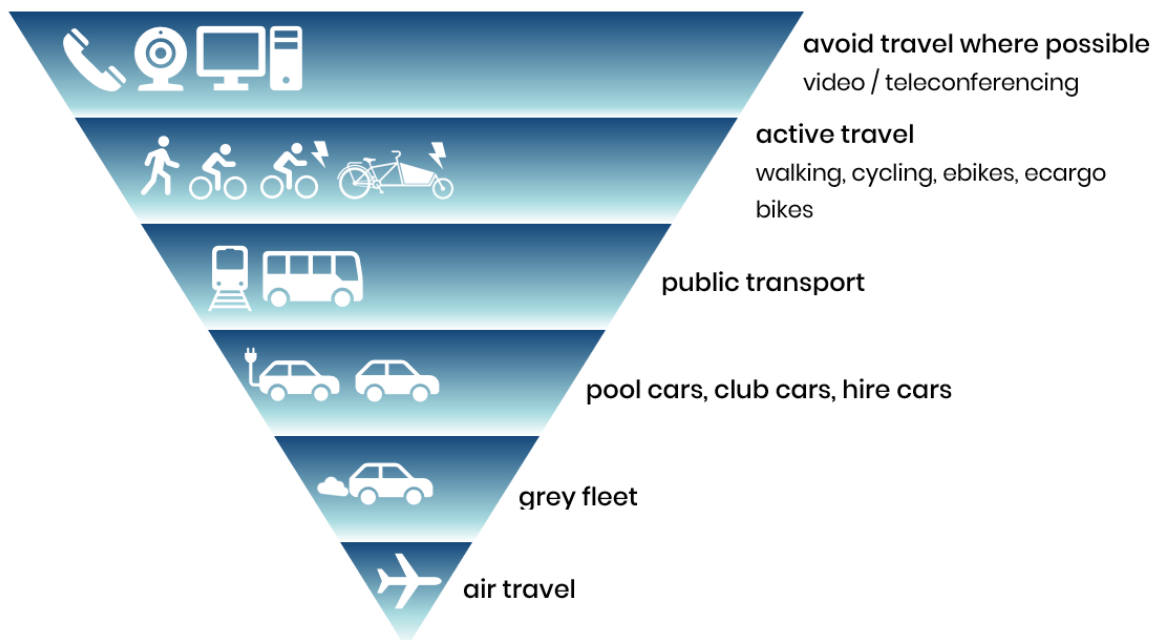 avoid travel where possible
video / teleconferencing
active travel
walking, cycling, ebikes, ecargo
bikes
public transport
pool cars, club cars, hire cars
grey fleet
air travel